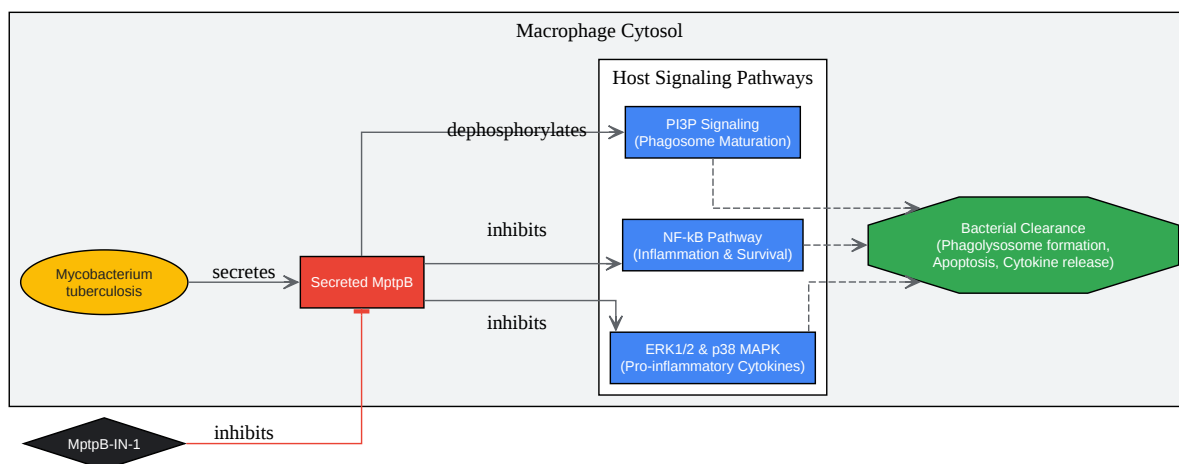 Macrophage Cytosol
Host Signaling Pathways
dephosphorylates
PI3P Signaling
(Phagosome Maturation)
inhibits
NF-kB Pathway
(Inflammation & Survival)
Bacterial Clearance
(Phagolysosome formation,
Apoptosis, Cytokine release)
Mycobacterium
tuberculosis
secretes
Secreted MptpB
inhibits
ERK1/2 & p38 MAPK
(Pro-inflammatory Cytokines)
MptpB-IN-1
inhibits